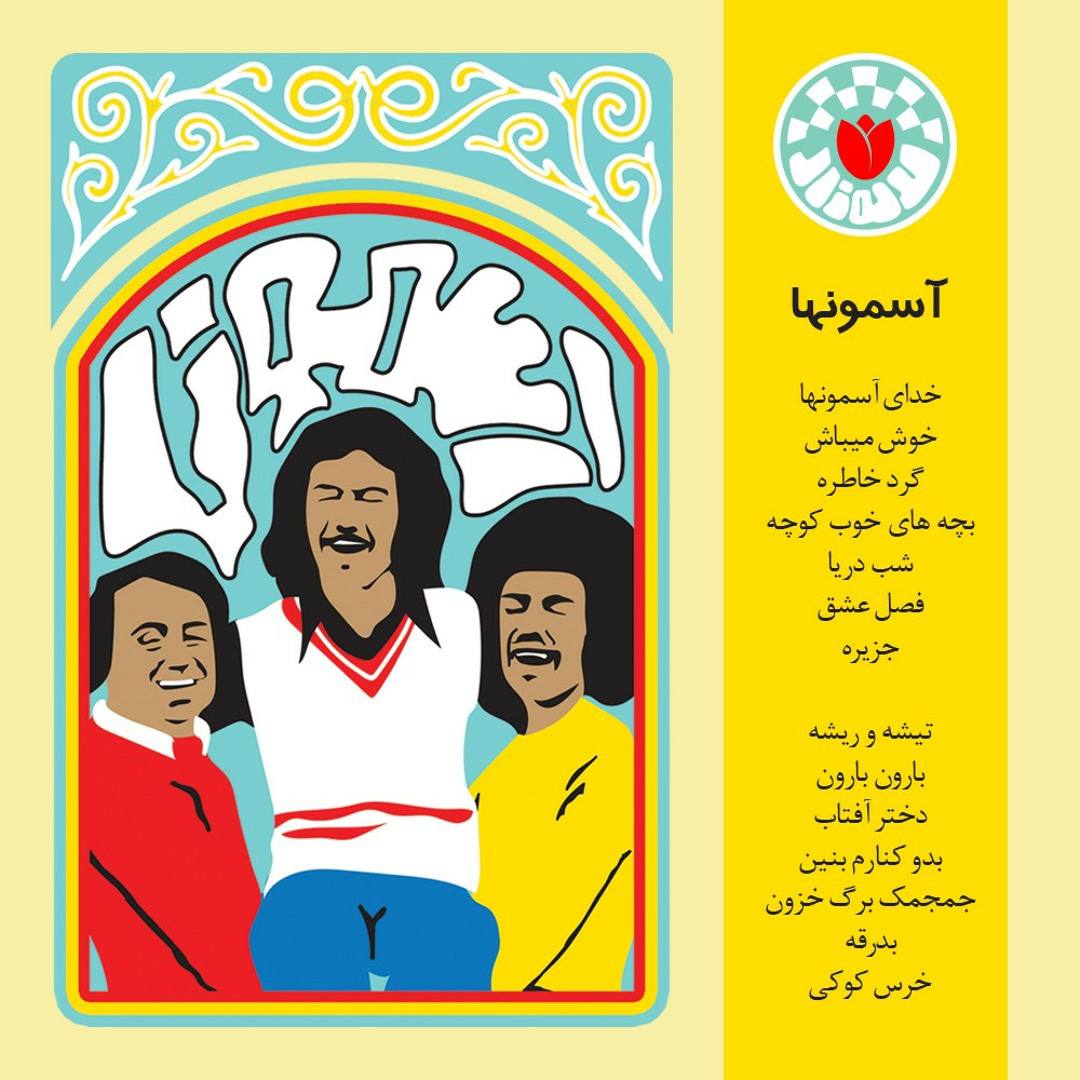 آسمونها
خدای آسمونها
خوش میباش
گرد خاطره
بچه های خوب کوچه
شب دریا
فصل عشق
جزیره
تیشه و ریشه
بارون بارون
دختر آفتاب
بدو کنارم بنین
جمجمک برگ خزون
بدرقه
خرس کوکی